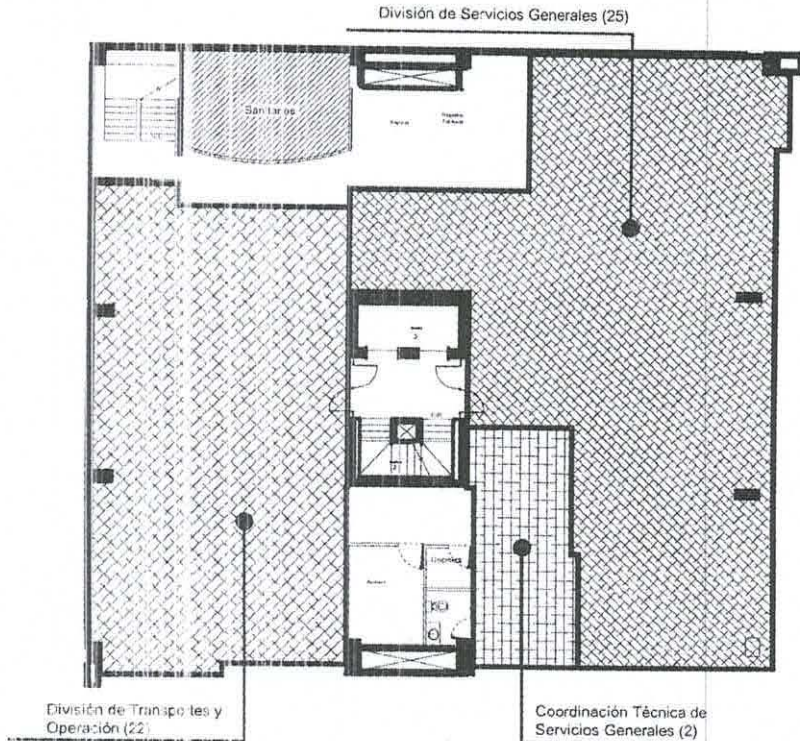 División de Servicios Generales (25)
Sanitarios
División de Transportes y
Operación (22)
Coordinación Técnica de
Servicios Generales (2)